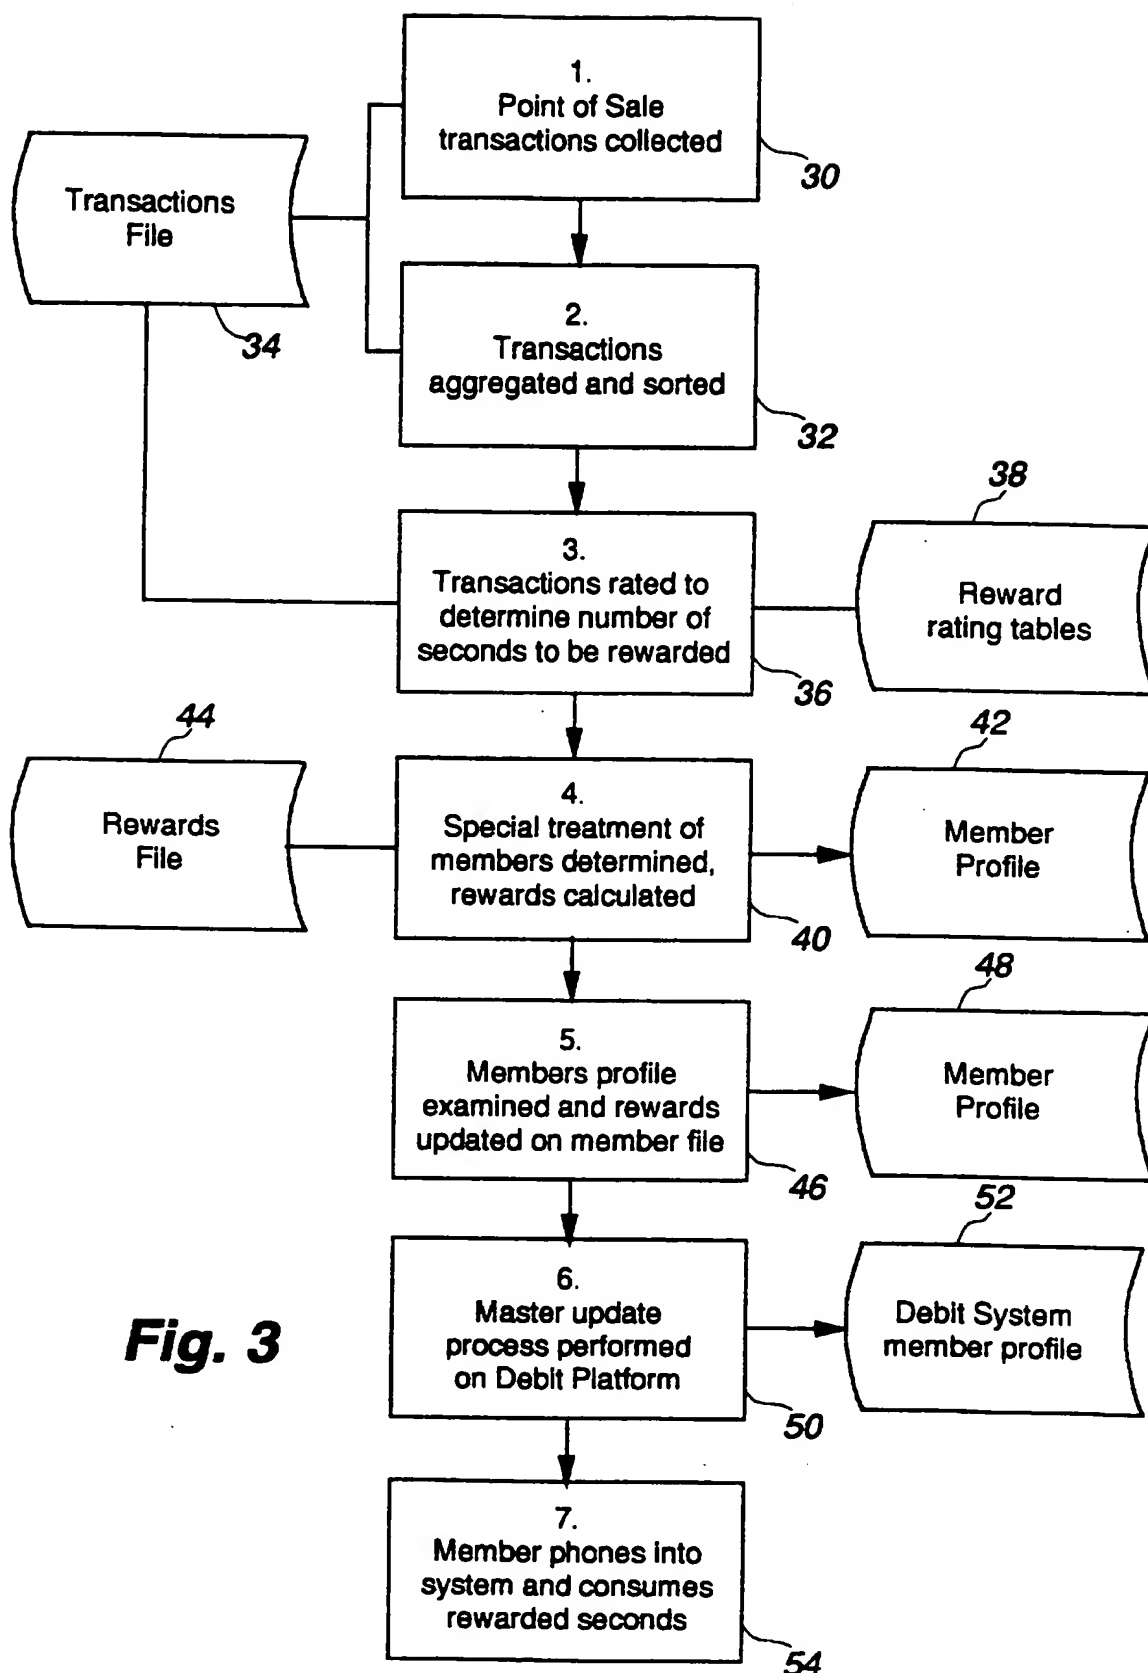 1.
Point of Sale
transactions collected
30
Transactions
File
34
2.
Transactions
aggregated and sorted
32
3.
Transactions rated to
determine number of
seconds to be rewarded
36
38
Reward
rating tables
44
Rewards
File
4.
Special treatment of
members determined,
rewards calculated
40
42
Member
Profile
5.
Members profile
examined and rewards
updated on member file
46
48
Member
Profile
6.
Master update
process performed
on Debit Platform
50
52
Debit System
member profile
Fig. 3
7.
Member phones into
system and consumes
rewarded seconds
54